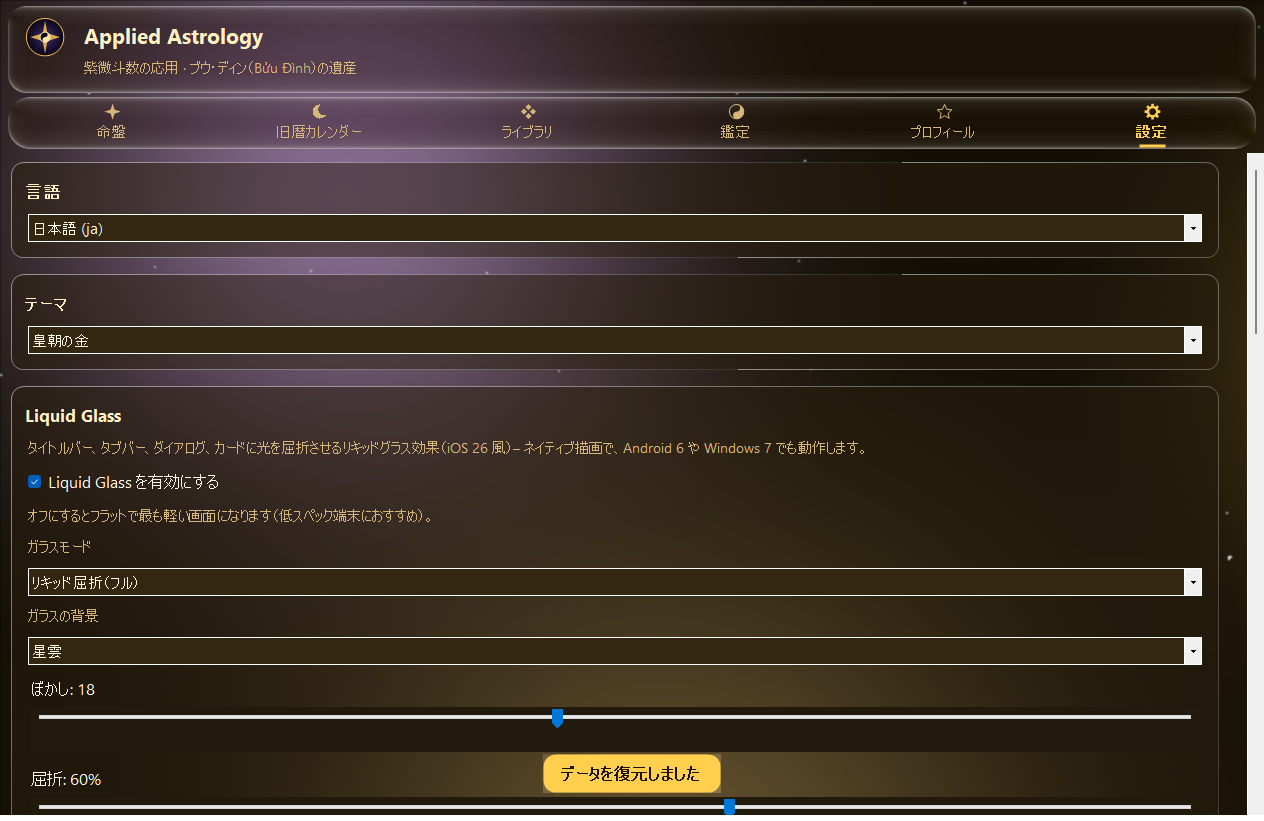 Applied Astrology
紫微斗数の応用 · ブウ・ディン(Bửu Đình)の遺産
命盤
旧暦カレンダー
ライブラリ
鑑定
プロフィール
設定
言語
日本語 (ja)
テーマ
皇朝の金
Liquid Glass
タイトルバー、タブバー、ダイアログ、カードに光を屈折させるリキッドグラス効果(iOS 26 風) – ネイティブ描画で、Android 6 や Windows 7 でも動作します。
Liquid Glass を有効にする
オフにするとフラットで最も軽い画面になります(低スペック端末におすすめ)。
ガラスモード
リキッド屈折(フル)
ガラスの背景
星雲
ぼかし: 18
データを復元しました
屈折: 60%